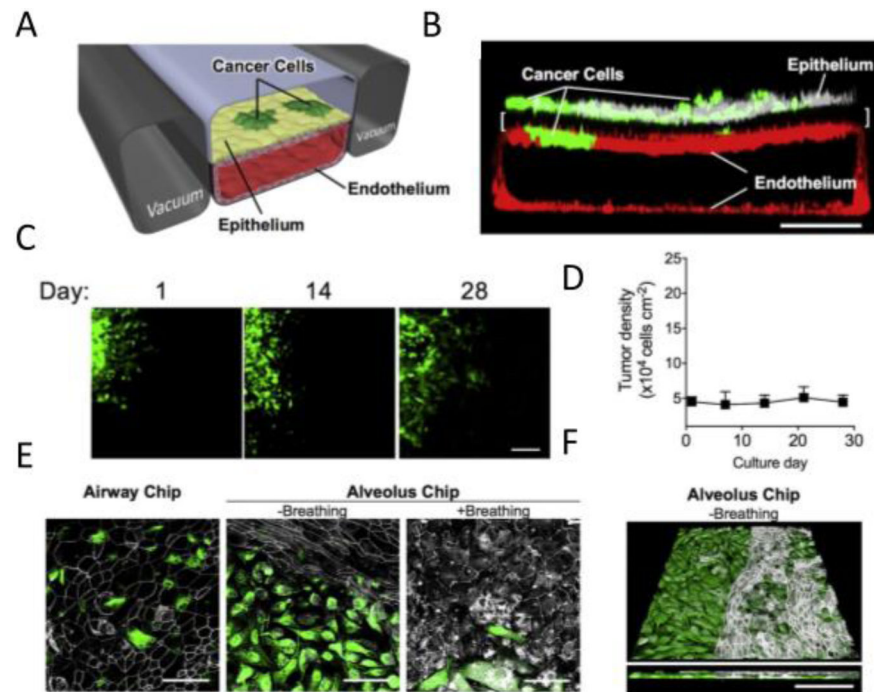 A
Cancer Cells
Vacuum
Vacuum
Epithelium
Endothelium
B
Cancer Cells
Epithelium
[ ]
Endothelium
C
Day: 1 14 28
D
Tumor density
(x10⁴ cells cm⁻²)
25
20
15
10
5
0 10 20 30
Culture day
E
Airway Chip
Alveolus Chip
-Breathing
+Breathing
F
Alveolus Chip
-Breathing